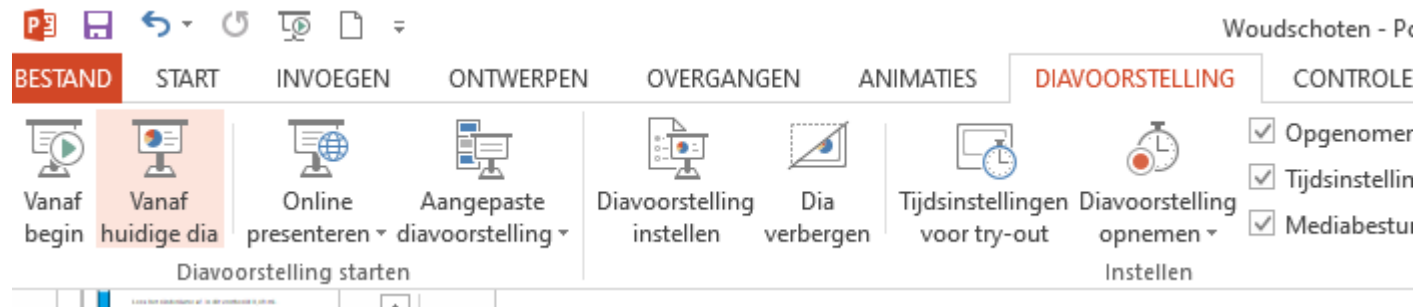 Woudschoten - Po
BESTAND START INVOEGEN ONTWERPEN OVERGANGEN ANIMATIES DIAVOORSTELLING CONTROLE
Vanaf begin
Vanaf huidige dia
Online presenteren
Aangepaste diavoorstelling
Diavoorstelling instellen
Dia verbergen
Tijdsinstellingen voor try-out
Diavoorstelling opnemen
Opgenomen
Tijdsinstellin
Mediabestur
Diavoorstelling starten
Instellen